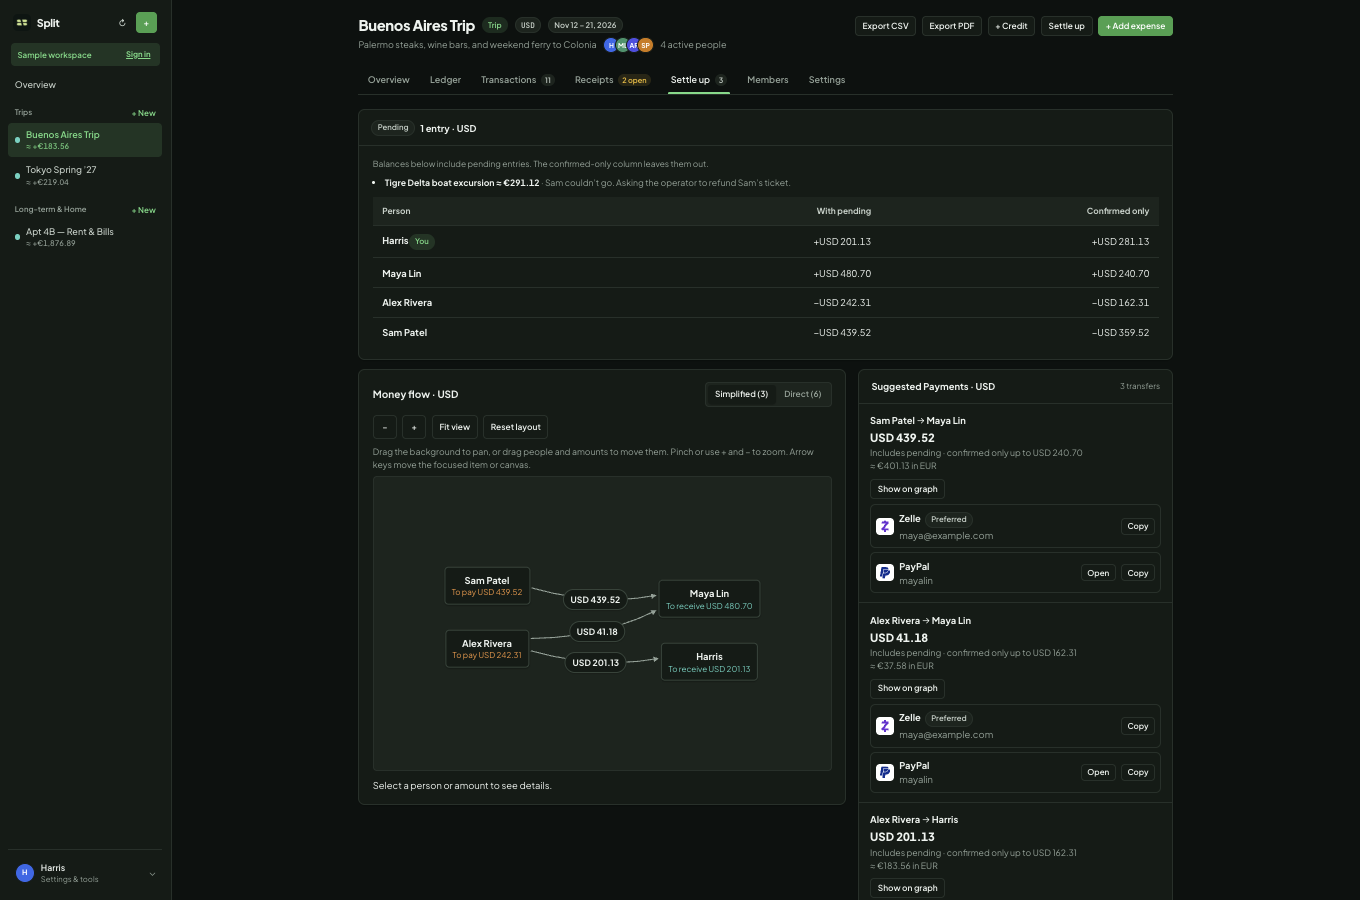 Split
+
Sample workspace
Sign in
Overview
Trips
+ New
Buenos Aires Trip
≈ +€183.56
Tokyo Spring '27
≈ +€219.04
Long-term & Home
+ New
Apt 4B — Rent & Bills
≈ +€1,876.89
H
Harris
Settings & tools
Buenos Aires Trip
Trip
USD
Nov 12 – 21, 2026
Export CSV
Export PDF
+ Credit
Settle up
+ Add expense
Palermo steaks, wine bars, and weekend ferry to Colonia
H
ML
AR
SP
4 active people
Overview
Ledger
Transactions 11
Receipts 2 open
Settle up 3
Members
Settings
Pending
1 entry · USD
Balances below include pending entries. The confirmed-only column leaves them out.
• Tigre Delta boat excursion ≈ €291.12 · Sam couldn't go. Asking the operator to refund Sam's ticket.
Person
With pending
Confirmed only
Harris You
+USD 201.13
+USD 281.13
Maya Lin
+USD 480.70
+USD 240.70
Alex Rivera
−USD 242.31
−USD 162.31
Sam Patel
−USD 439.52
−USD 359.52
Money flow · USD
Simplified (3)
Direct (6)
−
+
Fit view
Reset layout
Drag the background to pan, or drag people and amounts to move them. Pinch or use + and − to zoom. Arrow
keys move the focused item or canvas.
Sam Patel
To pay USD 439.52
USD 439.52
Maya Lin
To receive USD 480.70
USD 41.18
Alex Rivera
To pay USD 242.31
USD 201.13
Harris
To receive USD 201.13
Select a person or amount to see details.
Suggested Payments · USD
3 transfers
Sam Patel → Maya Lin
USD 439.52
Includes pending · confirmed only up to USD 240.70
≈ €401.13 in EUR
Show on graph
Zelle
Preferred
maya@example.com
Copy
PayPal
mayalin
Open
Copy
Alex Rivera → Maya Lin
USD 41.18
Includes pending · confirmed only up to USD 162.31
≈ €37.58 in EUR
Show on graph
Zelle
Preferred
maya@example.com
Copy
PayPal
mayalin
Open
Copy
Alex Rivera → Harris
USD 201.13
Includes pending · confirmed only up to USD 162.31
≈ €183.56 in EUR
Show on graph